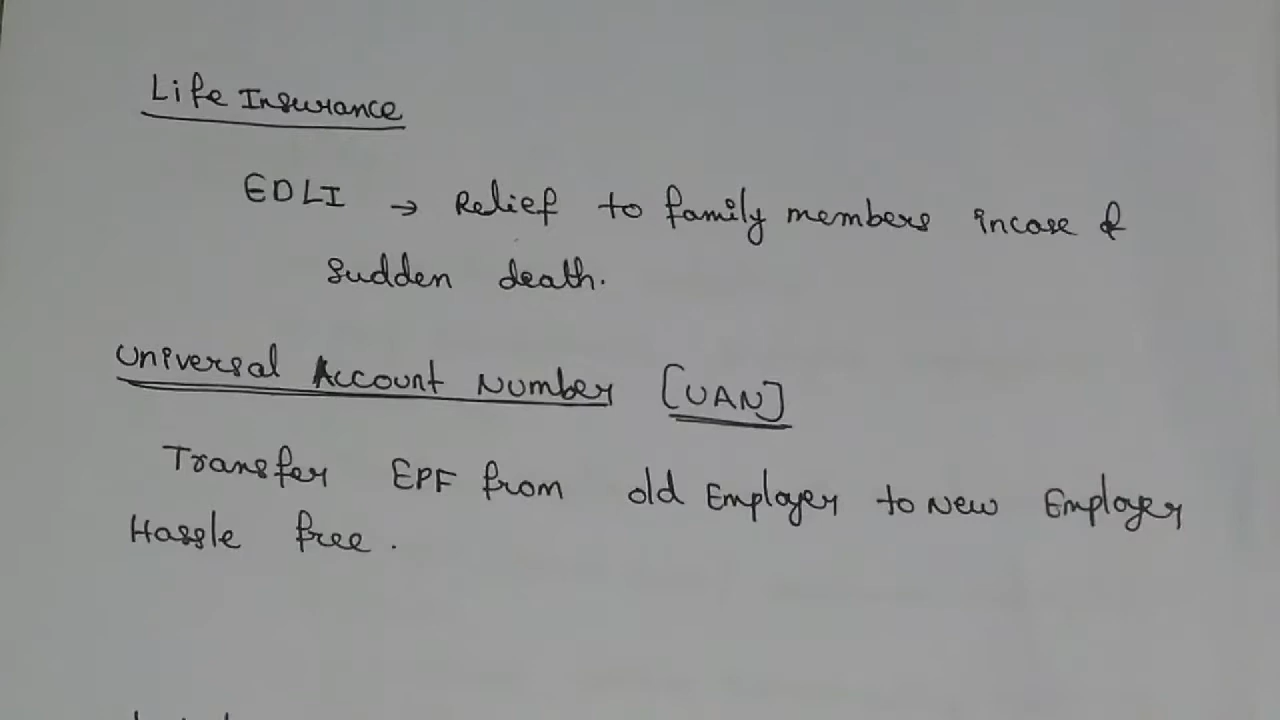 Life Insurance
EDLI → Relief to family members incase of
sudden death.
Universal Account Number [UAN]
Transfer EPF from old Employer to New Employer
Hassle free.